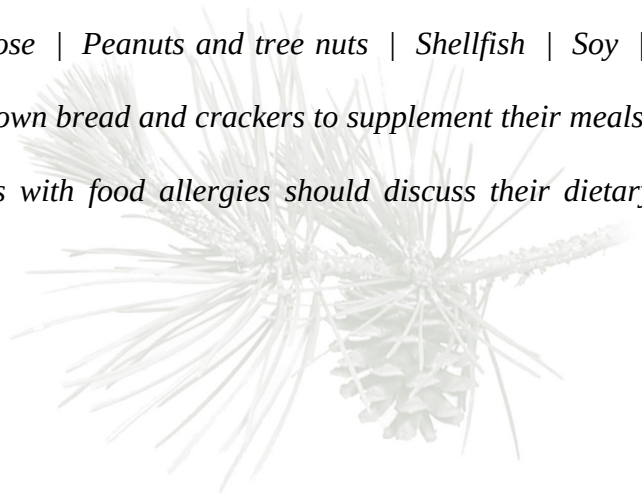 ose | Peanuts and tree nuts | Shellfish | Soy |
own bread and crackers to supplement their meals
s with food allergies should discuss their dietary